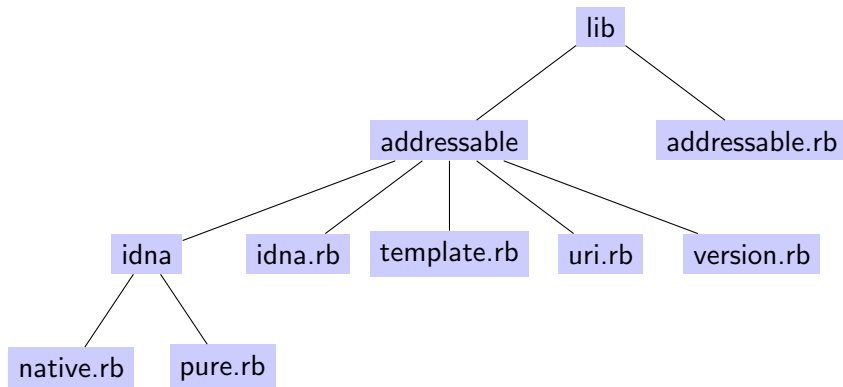 lib
addressable
addressable.rb
idna
idna.rb
template.rb
uri.rb
version.rb
native.rb
pure.rb